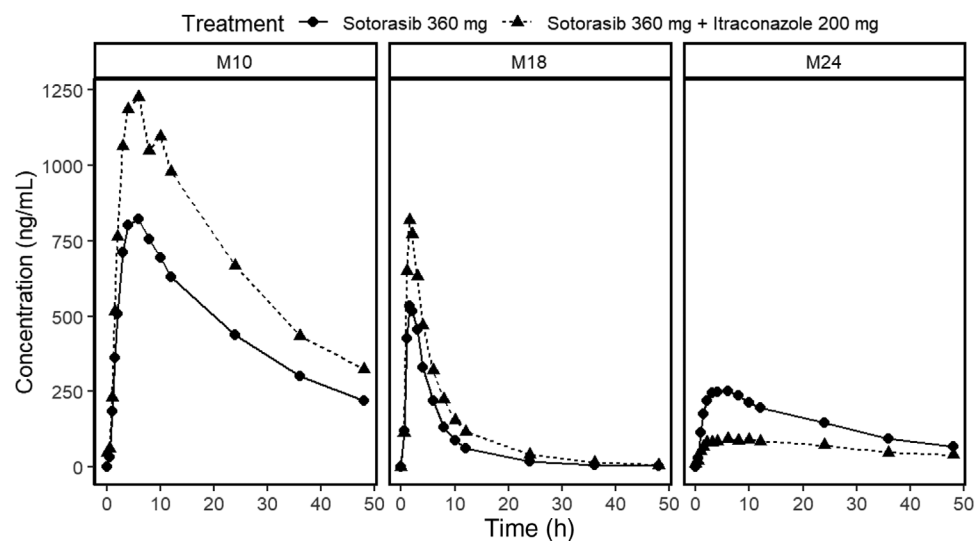 Treatment Sotorasib 360 mg Sotorasib 360 mg + Itraconazole 200 mg
M10 M18 M24
Concentration (ng/mL)
1250
1000
750
500
250
0
0 10 20 30 40 50 0 10 20 30 40 50 0 10 20 30 40 50
Time (h)